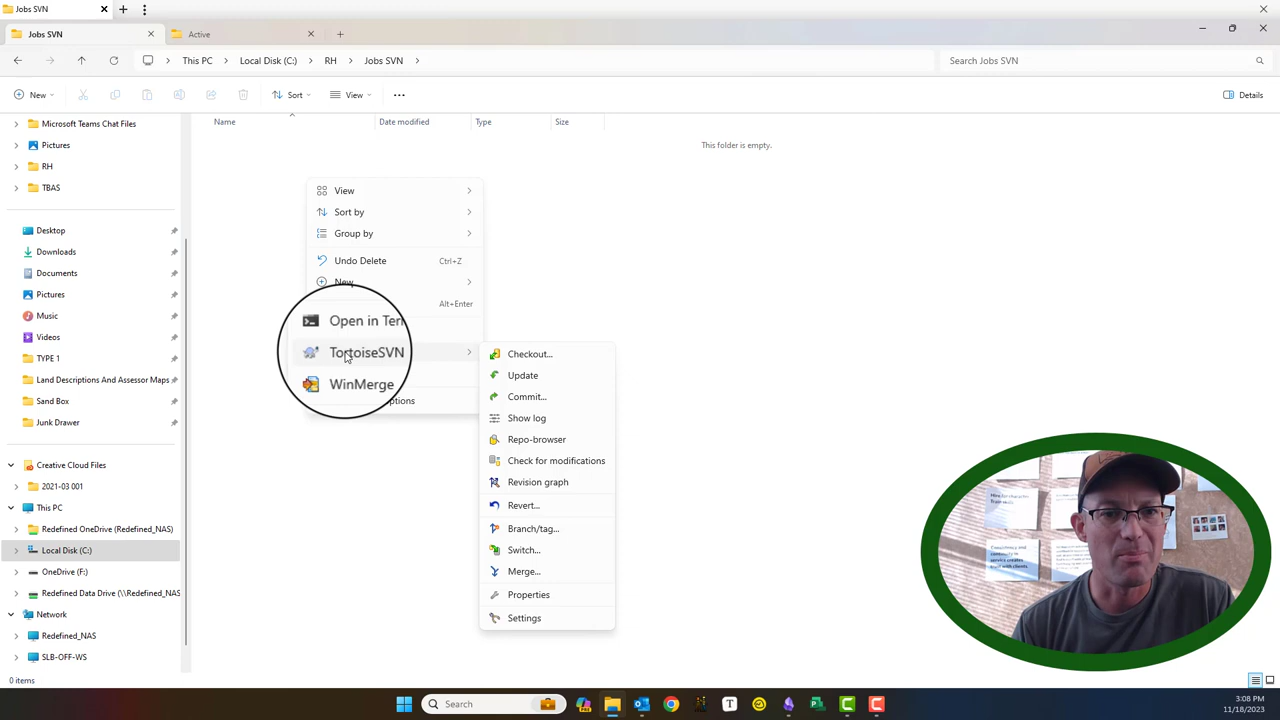 Jobs SVN
Jobs SVN
Active
This PC
Local Disk (C:)
RH
Jobs SVN
Search Jobs SVN
New
Sort
View
Details
Name
Date modified
Type
Size
This folder is empty.
Microsoft Teams Chat Files
Pictures
RH
TBAS
Desktop
Downloads
Documents
Pictures
Music
Videos
TYPE 1
Land Descriptions And Assessor Maps
Sand Box
Junk Drawer
Creative Cloud Files
2021-03 001
This PC
Redefined OneDrive (Redefined_NAS)
Local Disk (C:)
OneDrive (F:)
Redefined Data Drive (\\Redefined_NAS
Network
Redefined_NAS
SLB-OFF-WS
View
Sort by
Group by
Undo Delete Ctrl+Z
New
Alt+Enter
Open in Ter
TortoiseSVN
WinMerge
ptions
Checkout...
Update
Commit...
Show log
Repo-browser
Check for modifications
Revision graph
Revert...
Branch/tag...
Switch...
Merge...
Properties
Settings
0 items
Search
3:08 PM
11/18/2023